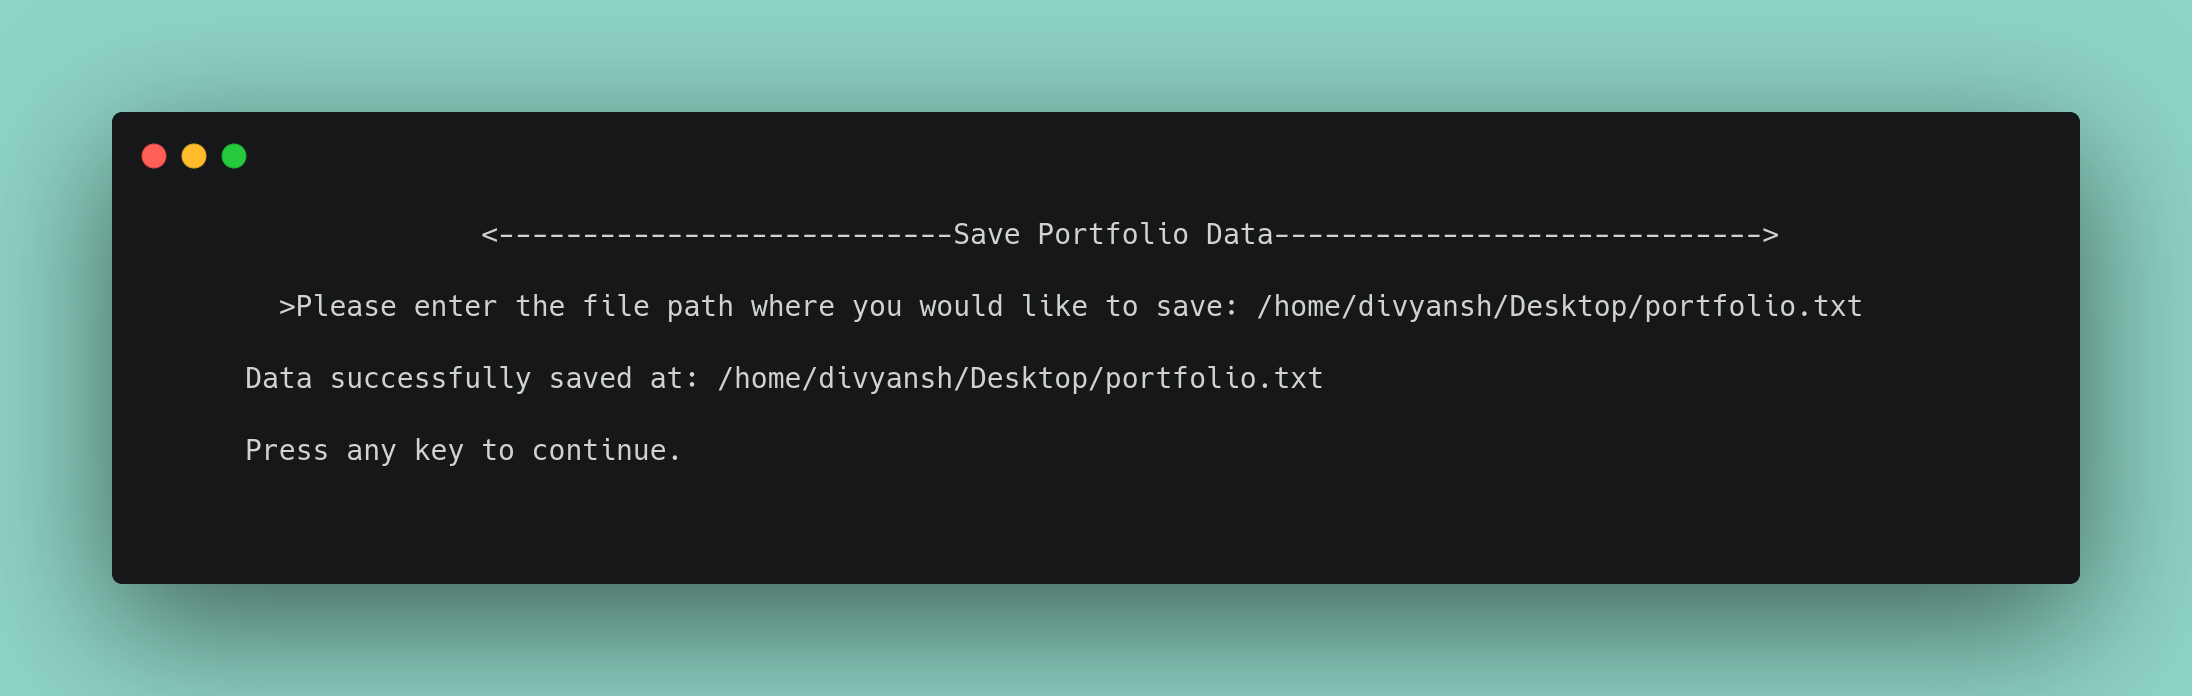 <---------------------------Save Portfolio Data----------------------------->
>Please enter the file path where you would like to save: /home/divyansh/Desktop/portfolio.txt
Data successfully saved at: /home/divyansh/Desktop/portfolio.txt
Press any key to continue.